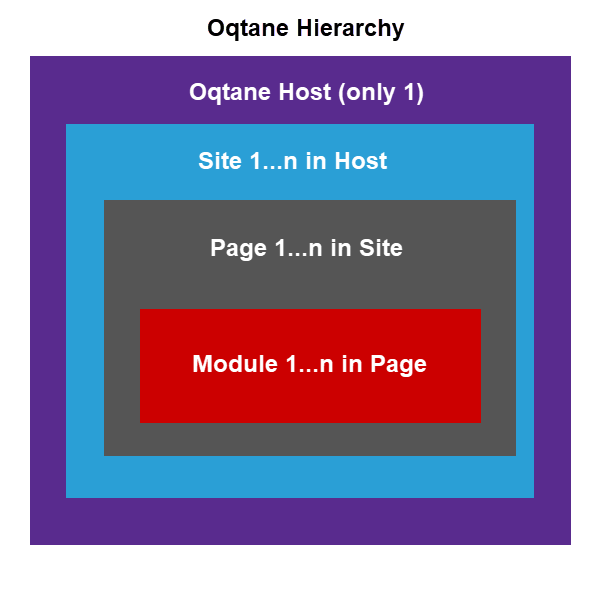 Oqtane Hierarchy
Oqtane Host (only 1)
Site 1...n in Host
Page 1...n in Site
Module 1...n in Page